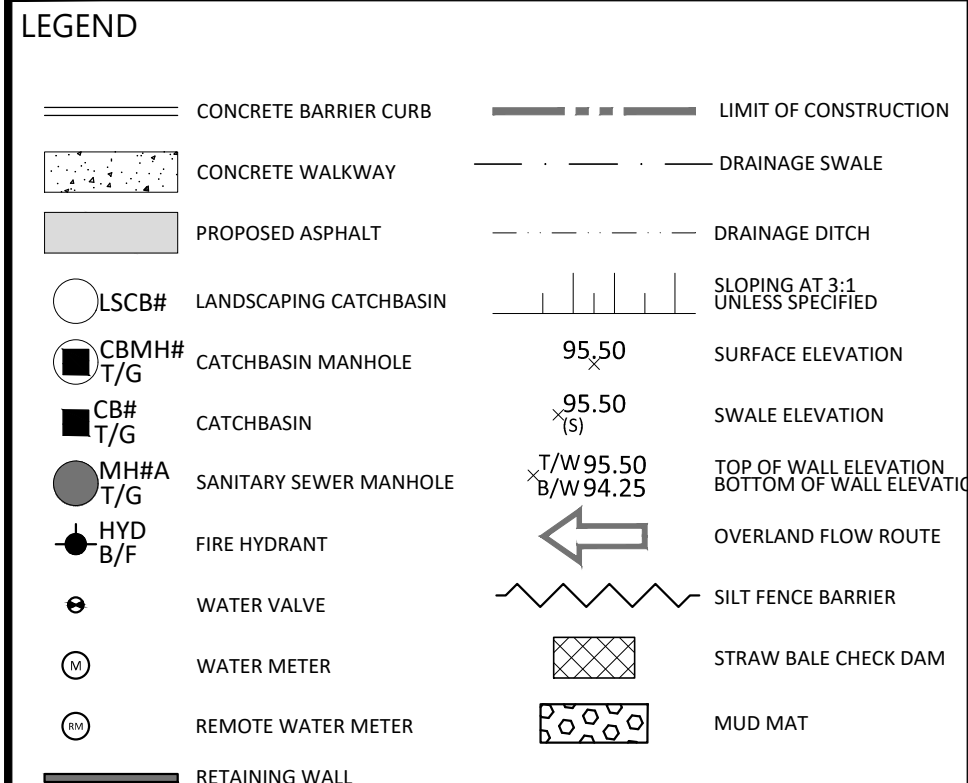 LEGEND
CONCRETE BARRIER CURB
CONCRETE WALKWAY
PROPOSED ASPHALT
LSCB# LANDSCAPING CATCHBASIN
CBMH#
T/G
CATCHBASIN MANHOLE
CB#
T/G
CATCHBASIN
MH#A
T/G
SANITARY SEWER MANHOLE
HYD
B/F
FIRE HYDRANT
WATER VALVE
M WATER METER
RM REMOTE WATER METER
RETAINING WALL
LIMIT OF CONSTRUCTION
DRAINAGE SWALE
DRAINAGE DITCH
SLOPING AT 3:1
UNLESS SPECIFIED
95.50 SURFACE ELEVATION
95.50
(S)
SWALE ELEVATION
T/W 95.50
B/W 94.25
TOP OF WALL ELEVATION
BOTTOM OF WALL ELEVATIO
OVERLAND FLOW ROUTE
SILT FENCE BARRIER
STRAW BALE CHECK DAM
MUD MAT